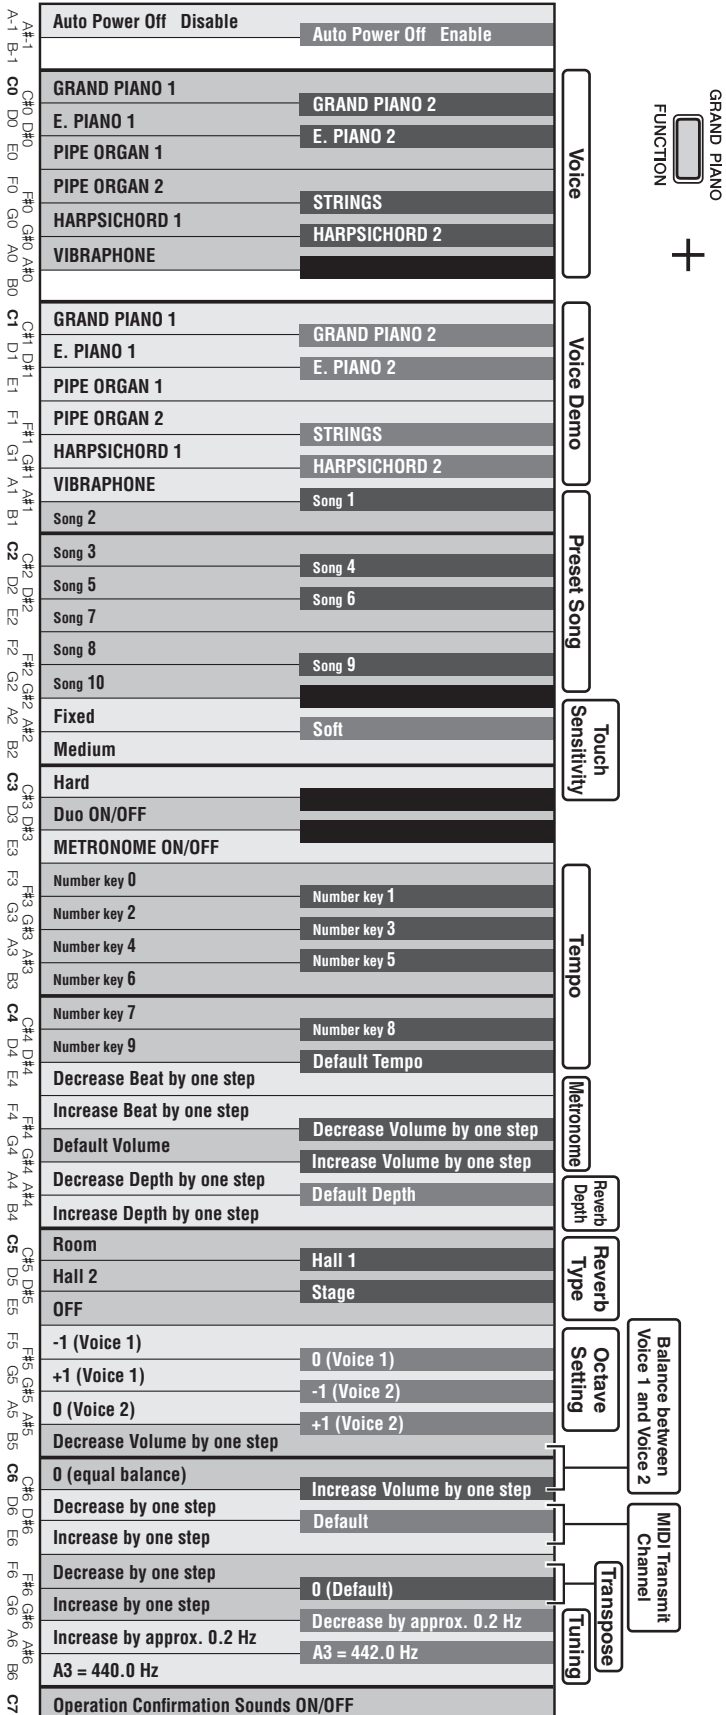 GRAND PIANO
FUNCTION
+
A#-1
A-1 B-1
Auto Power Off Disable
Auto Power Off Enable
C#0 D#0 F#0 G#0 A#0
C0 D0 E0 F0 G0 A0 B0
Voice
GRAND PIANO 1
GRAND PIANO 2
E. PIANO 1
E. PIANO 2
PIPE ORGAN 1
PIPE ORGAN 2
STRINGS
HARPSICHORD 1
HARPSICHORD 2
VIBRAPHONE
C#1 D#1 F#1 G#1 A#1
C1 D1 E1 F1 G1 A1 B1
Voice Demo
GRAND PIANO 1
GRAND PIANO 2
E. PIANO 1
E. PIANO 2
PIPE ORGAN 1
PIPE ORGAN 2
STRINGS
HARPSICHORD 1
HARPSICHORD 2
VIBRAPHONE
Preset Song
Song 1
Song 2
C#2 D#2 F#2 G#2 A#2
C2 D2 E2 F2 G2 A2 B2
Song 3
Song 4
Song 5
Song 6
Song 7
Song 8
Song 9
Song 10
Touch
Sensitivity
Fixed
Soft
Medium
C#3 D#3 F#3 G#3 A#3
C3 D3 E3 F3 G3 A3 B3
Hard
Duo ON/OFF
METRONOME ON/OFF
Tempo
Number key 0
Number key 1
Number key 2
Number key 3
Number key 4
Number key 5
Number key 6
C#4 D#4 F#4 G#4 A#4
C4 D4 E4 F4 G4 A4 B4
Number key 7
Number key 8
Number key 9
Default Tempo
Metronome
Decrease Beat by one step
Increase Beat by one step
Decrease Volume by one step
Default Volume
Increase Volume by one step
Reverb
Depth
Decrease Depth by one step
Default Depth
Increase Depth by one step
C#5 D#5 F#5 G#5 A#5
C5 D5 E5 F5 G5 A5 B5
Reverb
Type
Room
Hall 1
Hall 2
Stage
OFF
Octave
Setting
-1 (Voice 1)
0 (Voice 1)
+1 (Voice 1)
-1 (Voice 2)
0 (Voice 2)
+1 (Voice 2)
Balance between
Voice 1 and Voice 2
Decrease Volume by one step
C#6 D#6 F#6 G#6 A#6
C6 D6 E6 F6 G6 A6 B6 C7
0 (equal balance)
Increase Volume by one step
MIDI Transmit
Channel
Decrease by one step
Default
Increase by one step
Transpose
Decrease by one step
0 (Default)
Increase by one step
Tuning
Decrease by approx. 0.2 Hz
Increase by approx. 0.2 Hz
A3 = 442.0 Hz
A3 = 440.0 Hz
Operation Confirmation Sounds ON/OFF